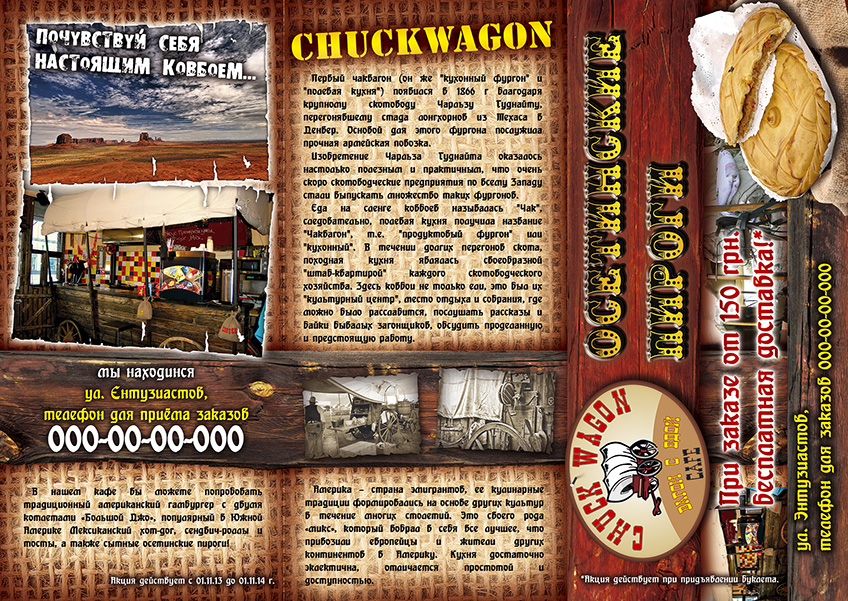 Почувствуй себя
настоящим ковбоем...
мы находимся
ул. Ентузиастов,
телефон для приёма заказов
000-00-00-000
В нашем кафе Вы можете попробовать
традиционный американский гамбургер с двумя
котлетами «Большой Джо», популярный в Южной
Америке Мексиканский хот-дог, сендвич-роллы и
тосты, а также сытные осетинские пироги!
Акция действует с 01.11.13 до 01.11.14 г.
CHUCKWAGON
Первый чаквагон (он же "кухонный фургон" и
"полевая кухня") появился в 1866 г благодаря
крупному скотоводу Чарльзу Гуднайту,
перегонявшему стада лонгхорнов из Техаса в
Денвер. Основой для этого фургона послужила
прочная армейская повозка.
Изобретение Чарльза Гуднайта оказалось
настолько полезным и практичным, что очень
скоро скотоводческие предприятия по всему Западу
стали выпускать множество таких фургонов.
Еда на сленге ковбоев называлась "Чак",
следовательно, полевая кухня получила название
"Чаквагон", т.е. "продуктовый фургон" или
"кухонный". В течении долгих перегонов скота,
походная кухня являлась своеобразной
"штаб-квартирой" каждого скотоводческого
хозяйства. Здесь ковбои не только ели, это был их
"культурный центр", место отдыха и собрания, где
можно было расслабится, послушать рассказы и
байки бывалых загонщиков, обсудить проделанную
и предстоящую работу.
Америка - страна эмигрантов, ее кулинарные
традиции формировались на основе других культур
в течение многих столетий. Это своего рода
«микс», который вобрал в себя все лучшее, что
привозили европейцы и жители других
континентов в Америку. Кухня достаточно
эклектична, отличается простотой и
доступностью.
ОСЕТИНСКИЕ
ПИРОГИ
CHUCK WAGON
CAFE
При заказе от 150 грн.
бесплатная доставка!*
ул. Энтузиастов,
телефон для заказов 000-00-00-000
*Акция действует при предъявлении буклета.